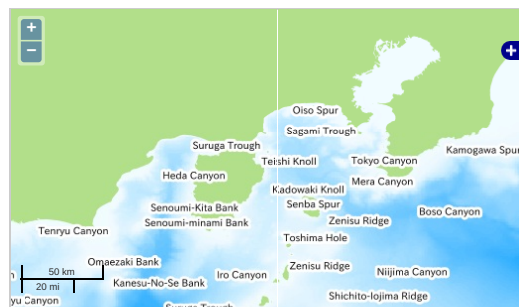 +
−
+
Oiso Spur
Sagami Trough
Suruga Trough
Kamogawa Spur
Teishi Knoll
Tokyo Canyon
Heda Canyon
Mera Canyon
Kadowaki Knoll
Senba Spur
Senoumi-Kita Bank
Boso Canyon
Senoumi-minami Bank
Zenisu Ridge
Tenryu Canyon
Toshima Hole
Omaezaki Bank
Zenisu Ridge
Niijima Canyon
50 km
Iro Canyon
Kanesu-No-Se Bank
20 mi
Shichito-Iojima Ridge
yu Canyon
Suruga Trough